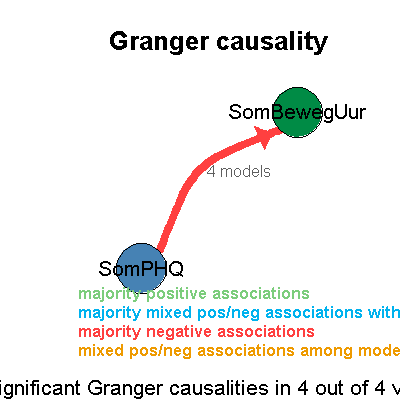 Granger causality
SomBewegUur
4 models
SomPHQ
majority positive associations
majority mixed pos/neg associations with
majority negative associations
mixed pos/neg associations among mode
ignificant Granger causalities in 4 out of 4 v